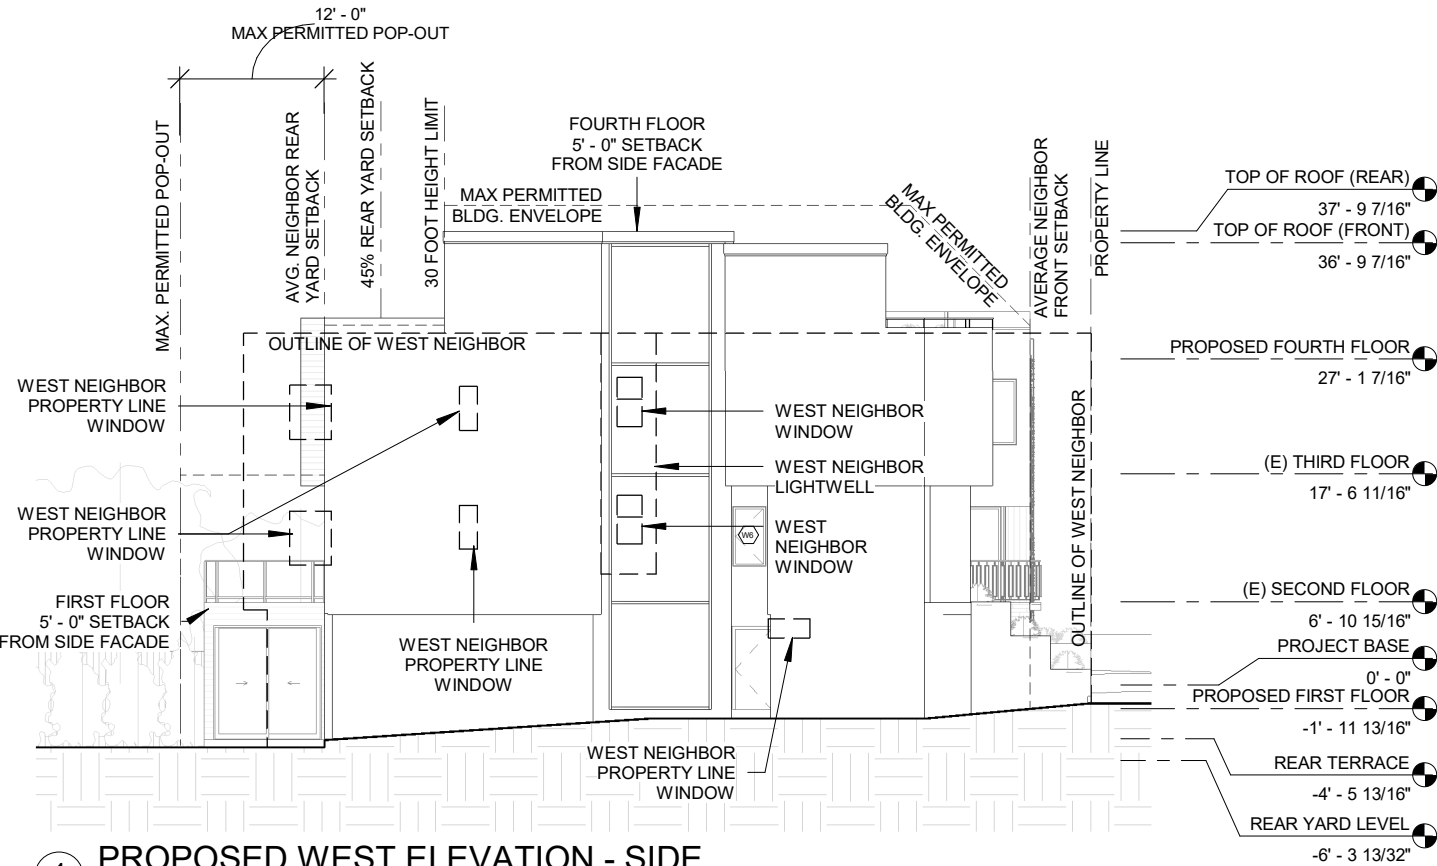 12' - 0"
MAX PERMITTED POP-OUT
MAX. PERMITTED POP-OUT
AVG. NEIGHBOR REAR
YARD SETBACK
45% REAR YARD SETBACK
30 FOOT HEIGHT LIMIT
FOURTH FLOOR
5' - 0" SETBACK
FROM SIDE FACADE
MAX PERMITTED
BLDG. ENVELOPE
MAX PERMITTED
BLDG. ENVELOPE
AVERAGE NEIGHBOR
FRONT SETBACK
PROPERTY LINE
TOP OF ROOF (REAR)
37' - 9 7/16"
TOP OF ROOF (FRONT)
36' - 9 7/16"
PROPOSED FOURTH FLOOR
27' - 1 7/16"
(E) THIRD FLOOR
17' - 6 11/16"
(E) SECOND FLOOR
6' - 10 15/16"
PROJECT BASE
0' - 0"
PROPOSED FIRST FLOOR
-1' - 11 13/16"
REAR TERRACE
-4' - 5 13/16"
REAR YARD LEVEL
-6' - 3 13/32"
OUTLINE OF WEST NEIGHBOR
OUTLINE OF WEST NEIGHBOR
WEST NEIGHBOR
PROPERTY LINE
WINDOW
WEST NEIGHBOR
PROPERTY LINE
WINDOW
FIRST FLOOR
5' - 0" SETBACK
FROM SIDE FACADE
WEST NEIGHBOR
PROPERTY LINE
WINDOW
WEST NEIGHBOR
WINDOW
WEST NEIGHBOR
LIGHTWELL
WEST
NEIGHBOR
WINDOW
W6
WEST NEIGHBOR
PROPERTY LINE
WINDOW
PROPOSED WEST ELEVATION - SIDE